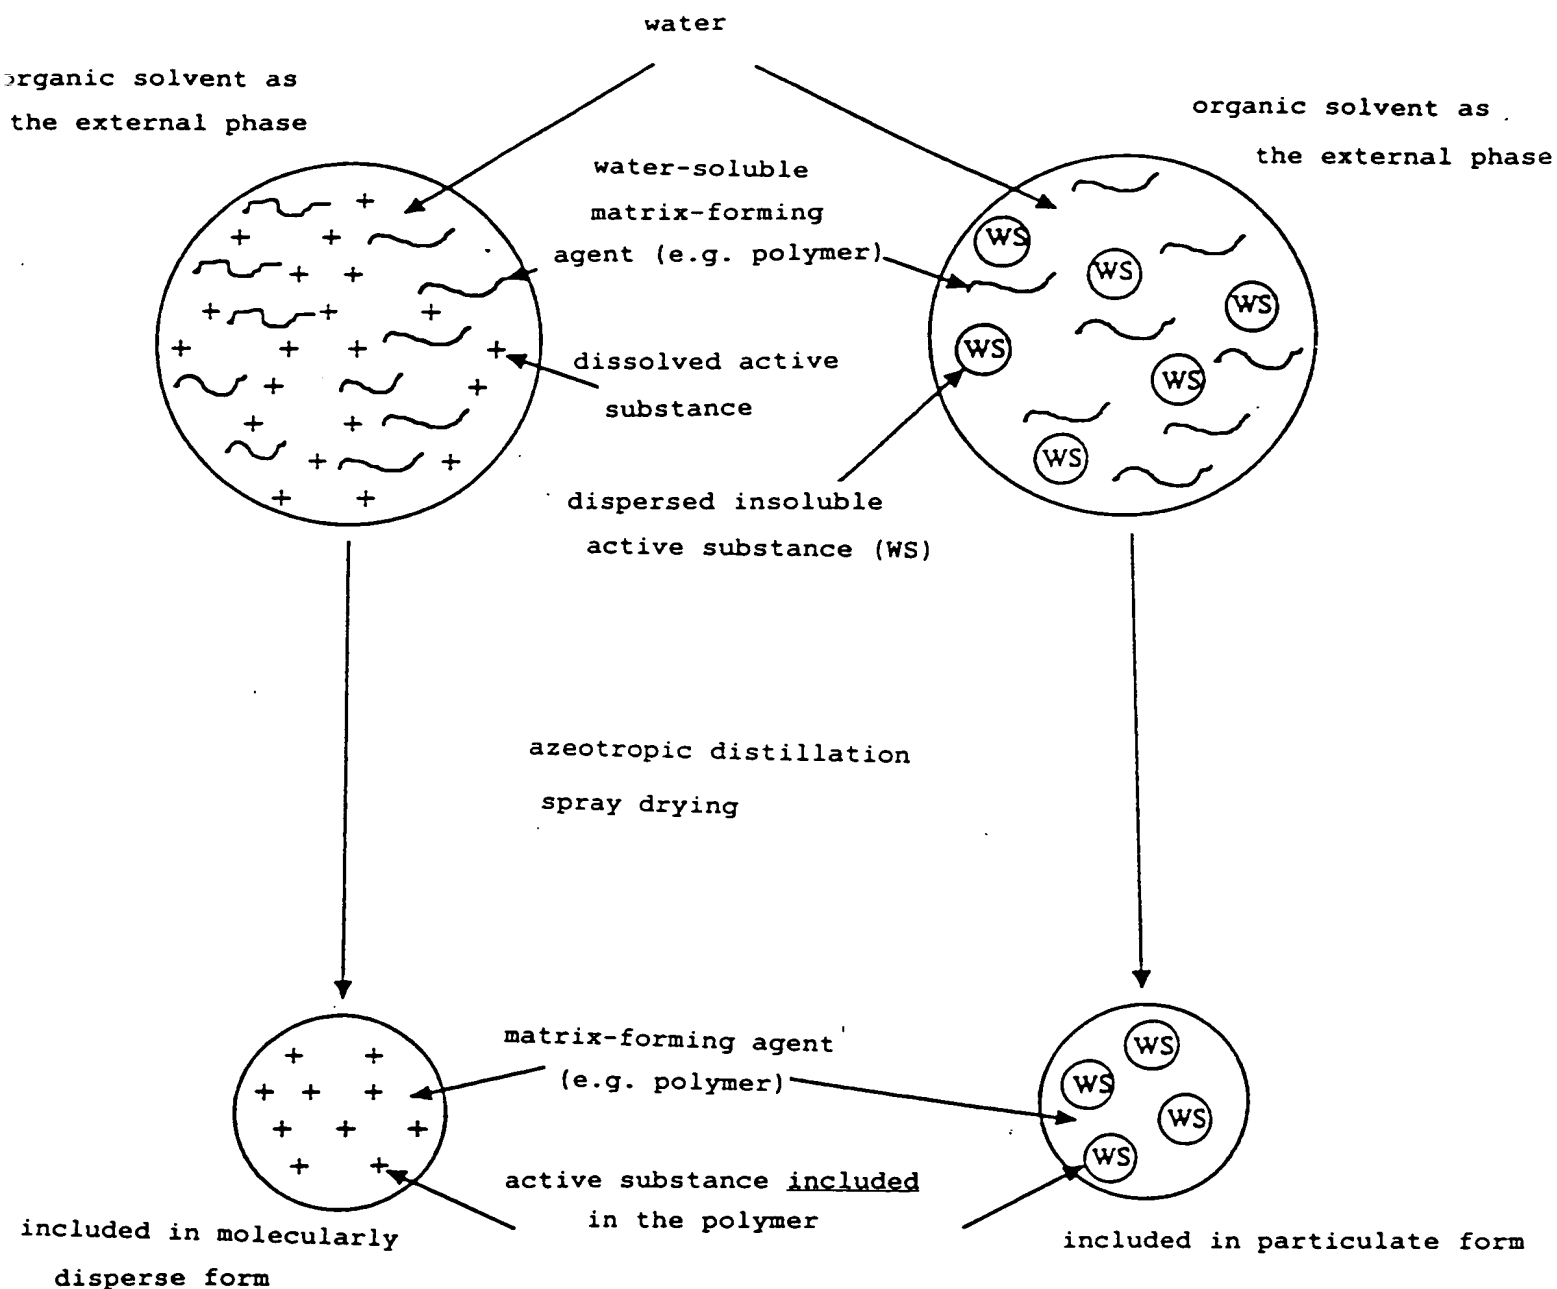 water
organic solvent as
the external phase
organic solvent as
the external phase
water-soluble
matrix-forming
agent (e.g. polymer)
WS
WS
WS
WS
WS
WS
dissolved active
substance
dispersed insoluble
active substance (WS)
azeotropic distillation
spray drying
matrix-forming agent
(e.g. polymer)
WS
WS
WS
WS
active substance included
in the polymer
included in molecularly
disperse form
included in particulate form